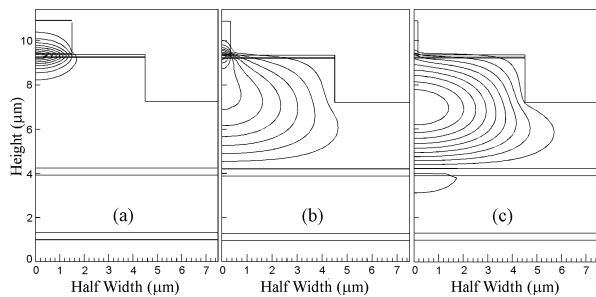 Height (μm)
10
8
6
4
2
0
(a)
(b)
(c)
0 1 2 3 4 5 6 7
0 1 2 3 4 5 6 7
0 1 2 3 4 5 6 7
Half Width (μm)
Half Width (μm)
Half Width (μm)